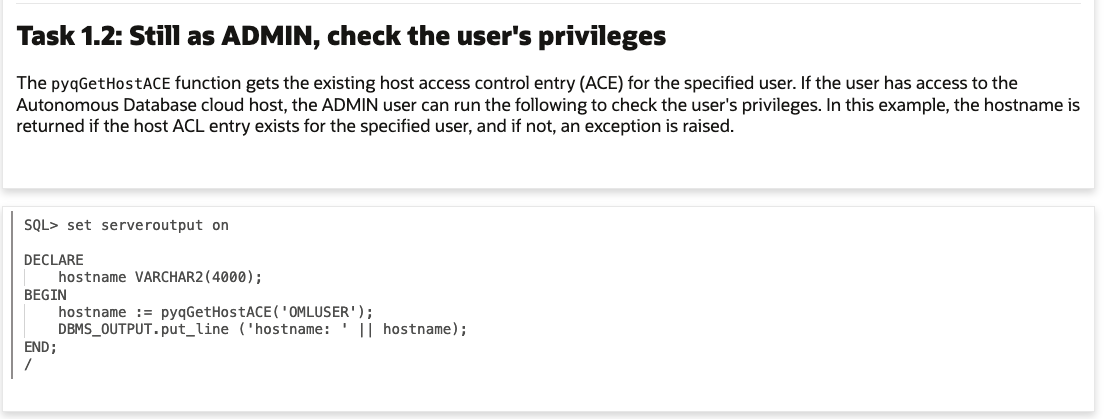 Task 1.2: Still as ADMIN, check the user's privileges
The pyqGetHostACE function gets the existing host access control entry (ACE) for the specified user. If the user has access to the
Autonomous Database cloud host, the ADMIN user can run the following to check the user's privileges. In this example, the hostname is
returned if the host ACL entry exists for the specified user, and if not, an exception is raised.
SQL> set serveroutput on
DECLARE
    hostname VARCHAR2(4000);
BEGIN
    hostname := pyqGetHostACE('OMLUSER');
    DBMS_OUTPUT.put_line ('hostname: ' || hostname);
END;
/